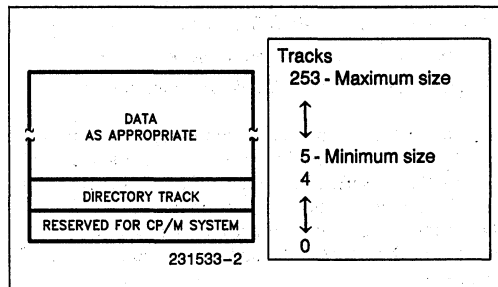 DATA
AS APPROPRIATE
DIRECTORY TRACK
RESERVED FOR CP/M SYSTEM
231533-2
Tracks
253 - Maximum size
5 - Minimum size
4
0